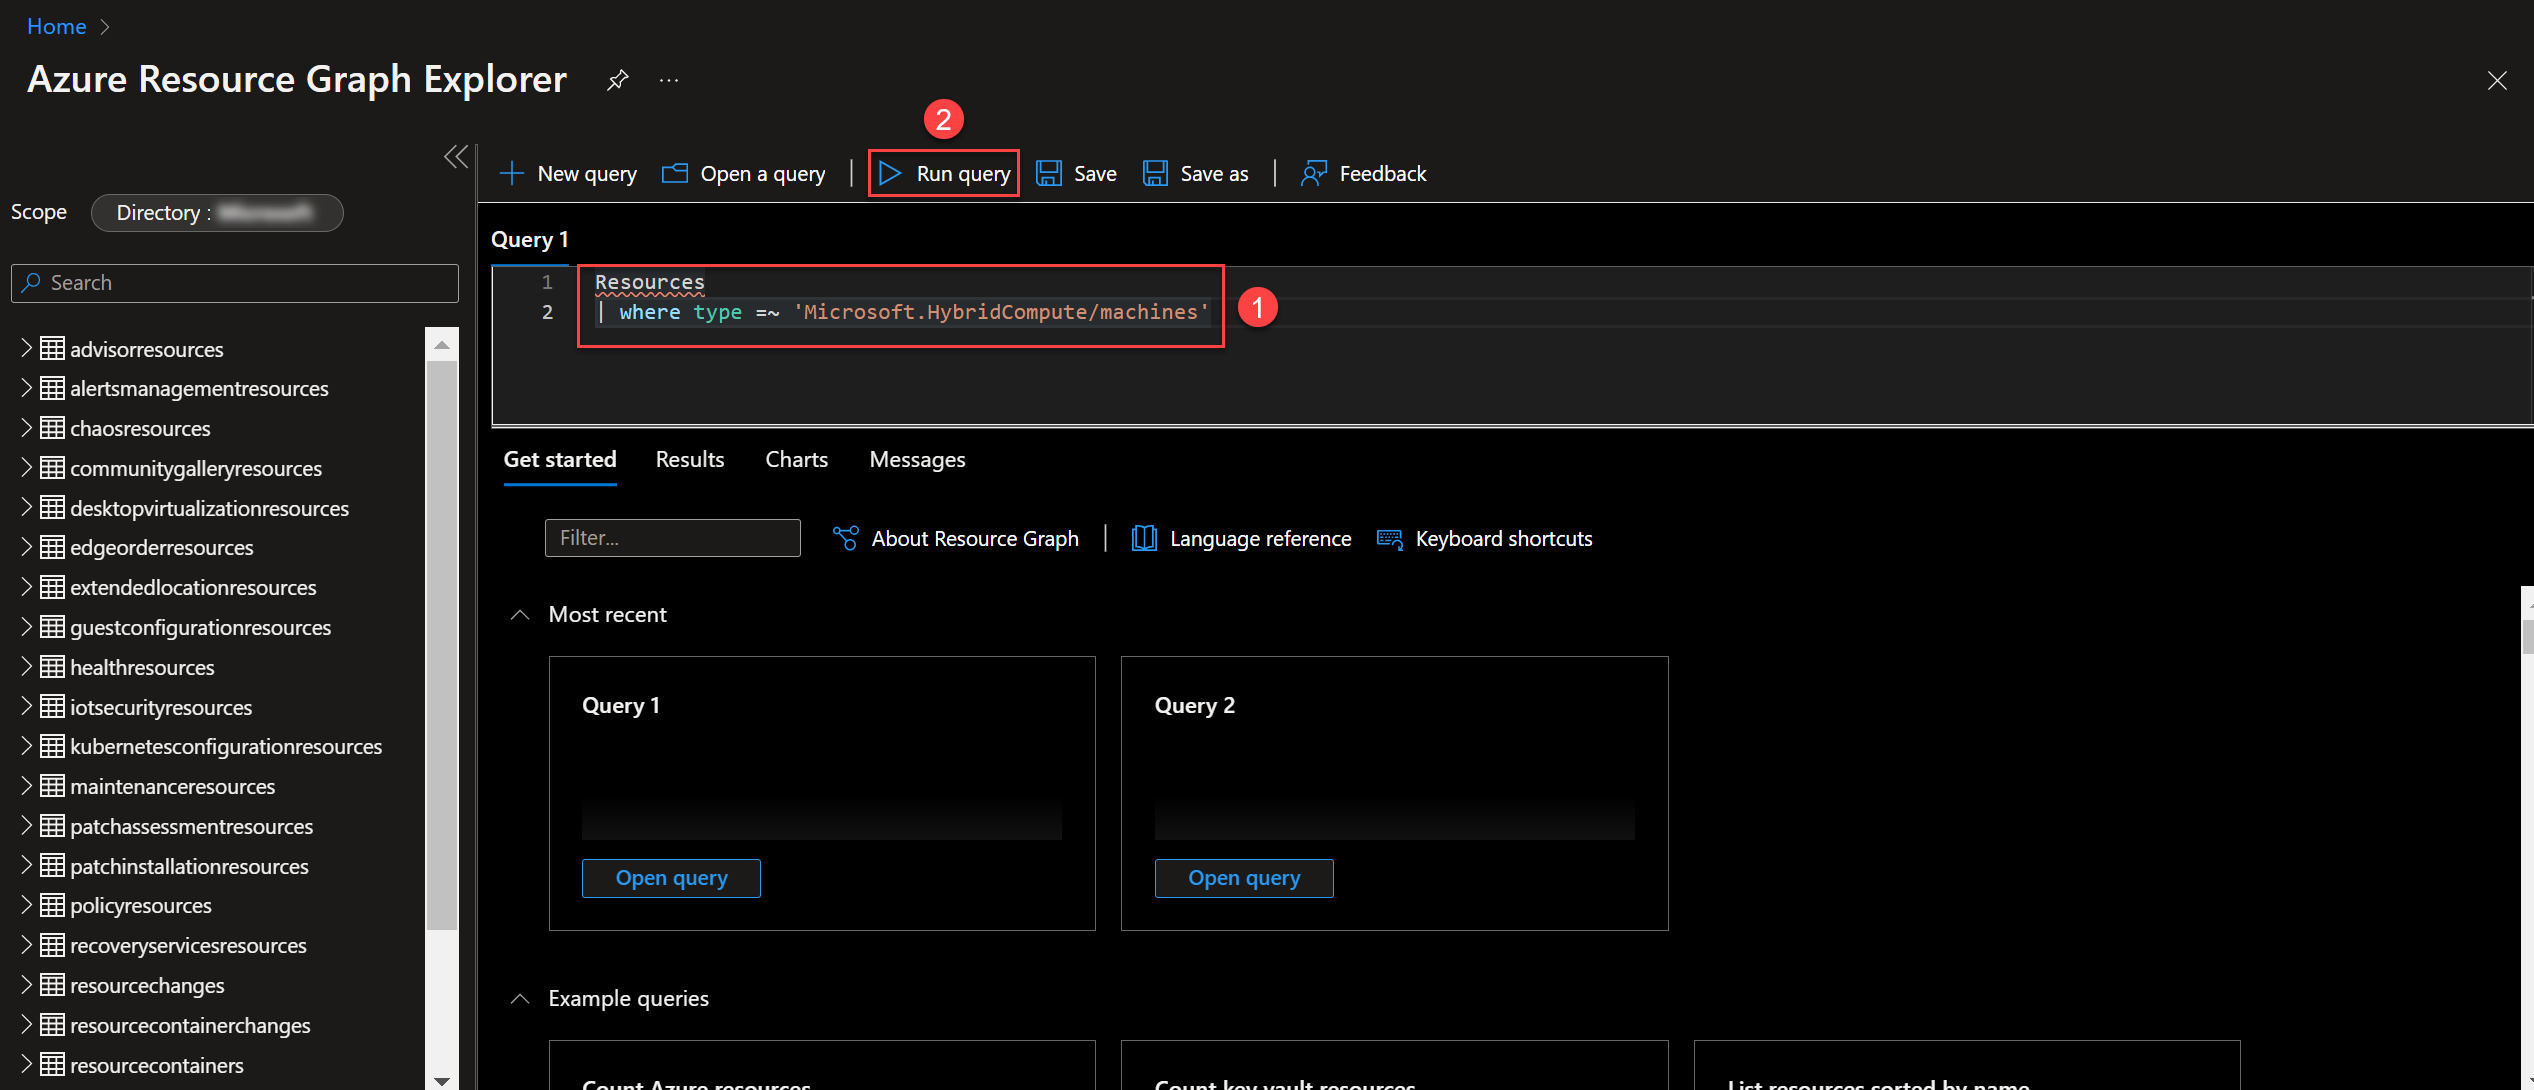 Home
Azure Resource Graph Explorer
2
New query
Open a query
Run query
Save
Save as
Feedback
Scope
Directory :
Search
advisorresources
alertsmanagementresources
chaosresources
communitygalleryresources
desktopvirtualizationresources
edgeorderresources
extendedlocationresources
guestconfigurationresources
healthresources
iotsecurityresources
kubernetesconfigurationresources
maintenanceresources
patchassessmentresources
patchinstallationresources
policyresources
recoveryservicesresources
resourcechanges
resourcecontainerchanges
resourcecontainers
Query 1
1 Resources
2 | where type =~ 'Microsoft.HybridCompute/machines'
1
Get started
Results
Charts
Messages
Filter...
About Resource Graph
Language reference
Keyboard shortcuts
Most recent
Query 1
Open query
Query 2
Open query
Example queries
Count Azure resources
Count key vault resources
List resources sorted by name